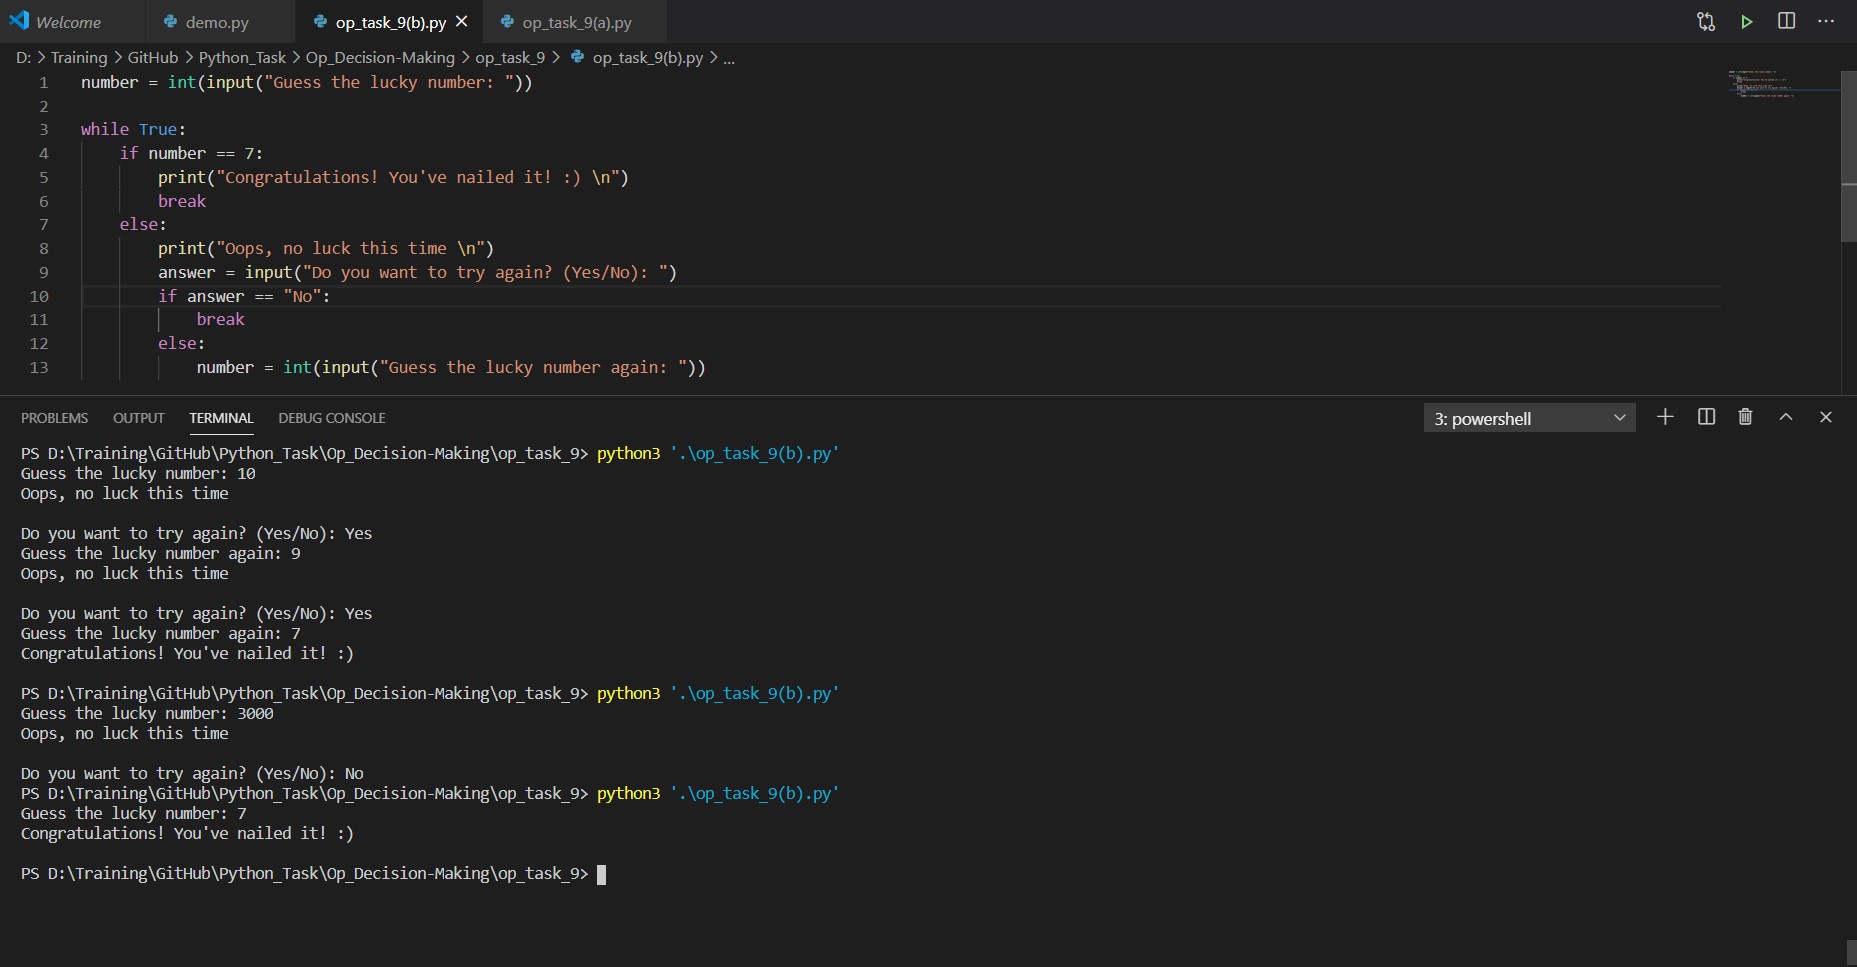 Welcome demo.py op_task_9(b).py op_task_9(a).py
D: > Training > GitHub > Python_Task > Op_Decision-Making > op_task_9 > op_task_9(b).py > ...
1 number = int(input("Guess the lucky number: "))
2
3 while True:
4     if number == 7:
5         print("Congratulations! You've nailed it! :) \n")
6         break
7     else:
8         print("Oops, no luck this time \n")
9         answer = input("Do you want to try again? (Yes/No): ")
10         if answer == "No":
11             break
12         else:
13             number = int(input("Guess the lucky number again: "))
PROBLEMS OUTPUT TERMINAL DEBUG CONSOLE 3: powershell
PS D:\Training\GitHub\Python_Task\Op_Decision-Making\op_task_9> python3 '.\op_task_9(b).py'
Guess the lucky number: 10
Oops, no luck this time

Do you want to try again? (Yes/No): Yes
Guess the lucky number again: 9
Oops, no luck this time

Do you want to try again? (Yes/No): Yes
Guess the lucky number again: 7
Congratulations! You've nailed it! :)

PS D:\Training\GitHub\Python_Task\Op_Decision-Making\op_task_9> python3 '.\op_task_9(b).py'
Guess the lucky number: 3000
Oops, no luck this time

Do you want to try again? (Yes/No): No
PS D:\Training\GitHub\Python_Task\Op_Decision-Making\op_task_9> python3 '.\op_task_9(b).py'
Guess the lucky number: 7
Congratulations! You've nailed it! :)

PS D:\Training\GitHub\Python_Task\Op_Decision-Making\op_task_9>